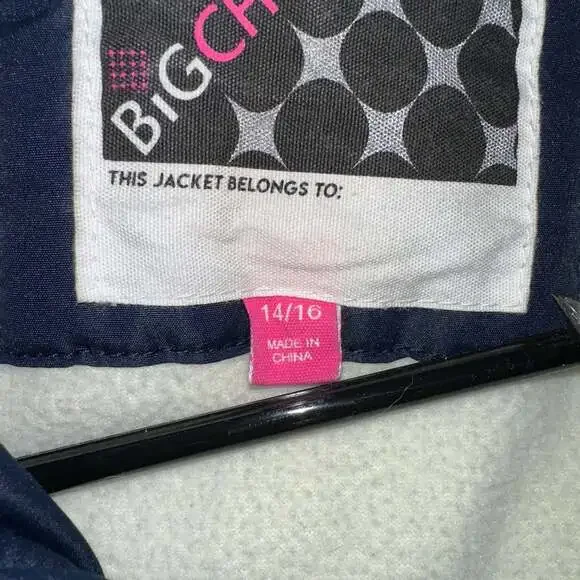 BiGCH
THIS JACKET BELONGS TO:
14/16
MADE IN
CHINA